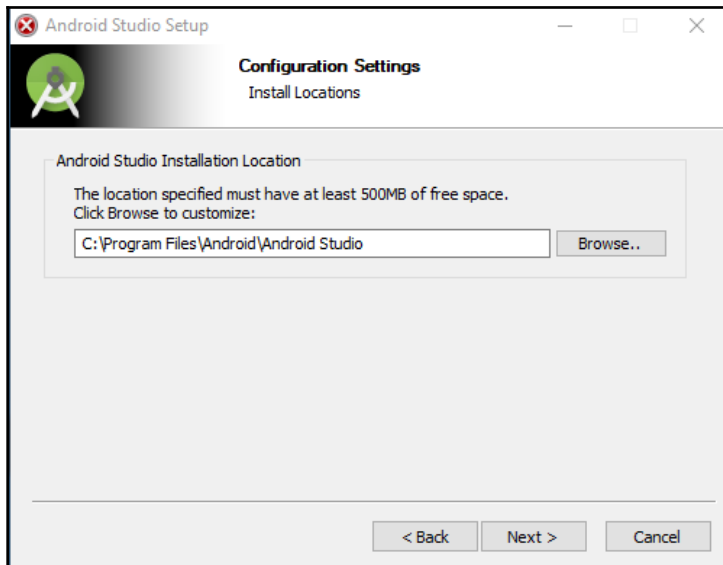 Android Studio Setup
Configuration Settings
Install Locations
Android Studio Installation Location
The location specified must have at least 500MB of free space.
Click Browse to customize:
C:\Program Files\Android\Android Studio
Browse..
< Back
Next >
Cancel